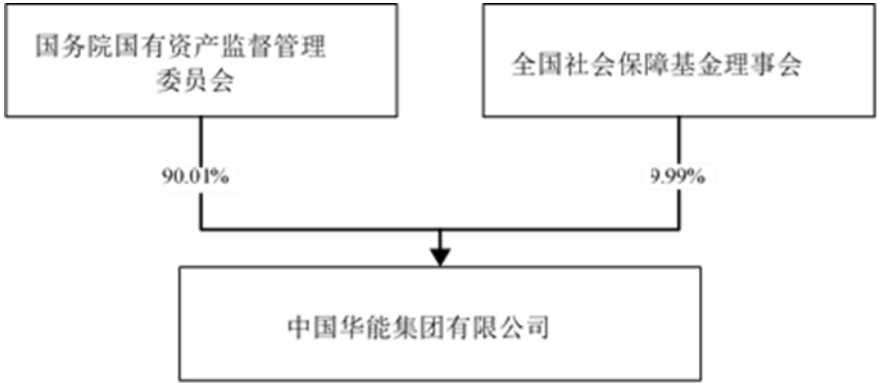 国务院国有资产监督管理
委员会
全国社会保障基金理事会
90.01%
9.99%
中国华能集团有限公司